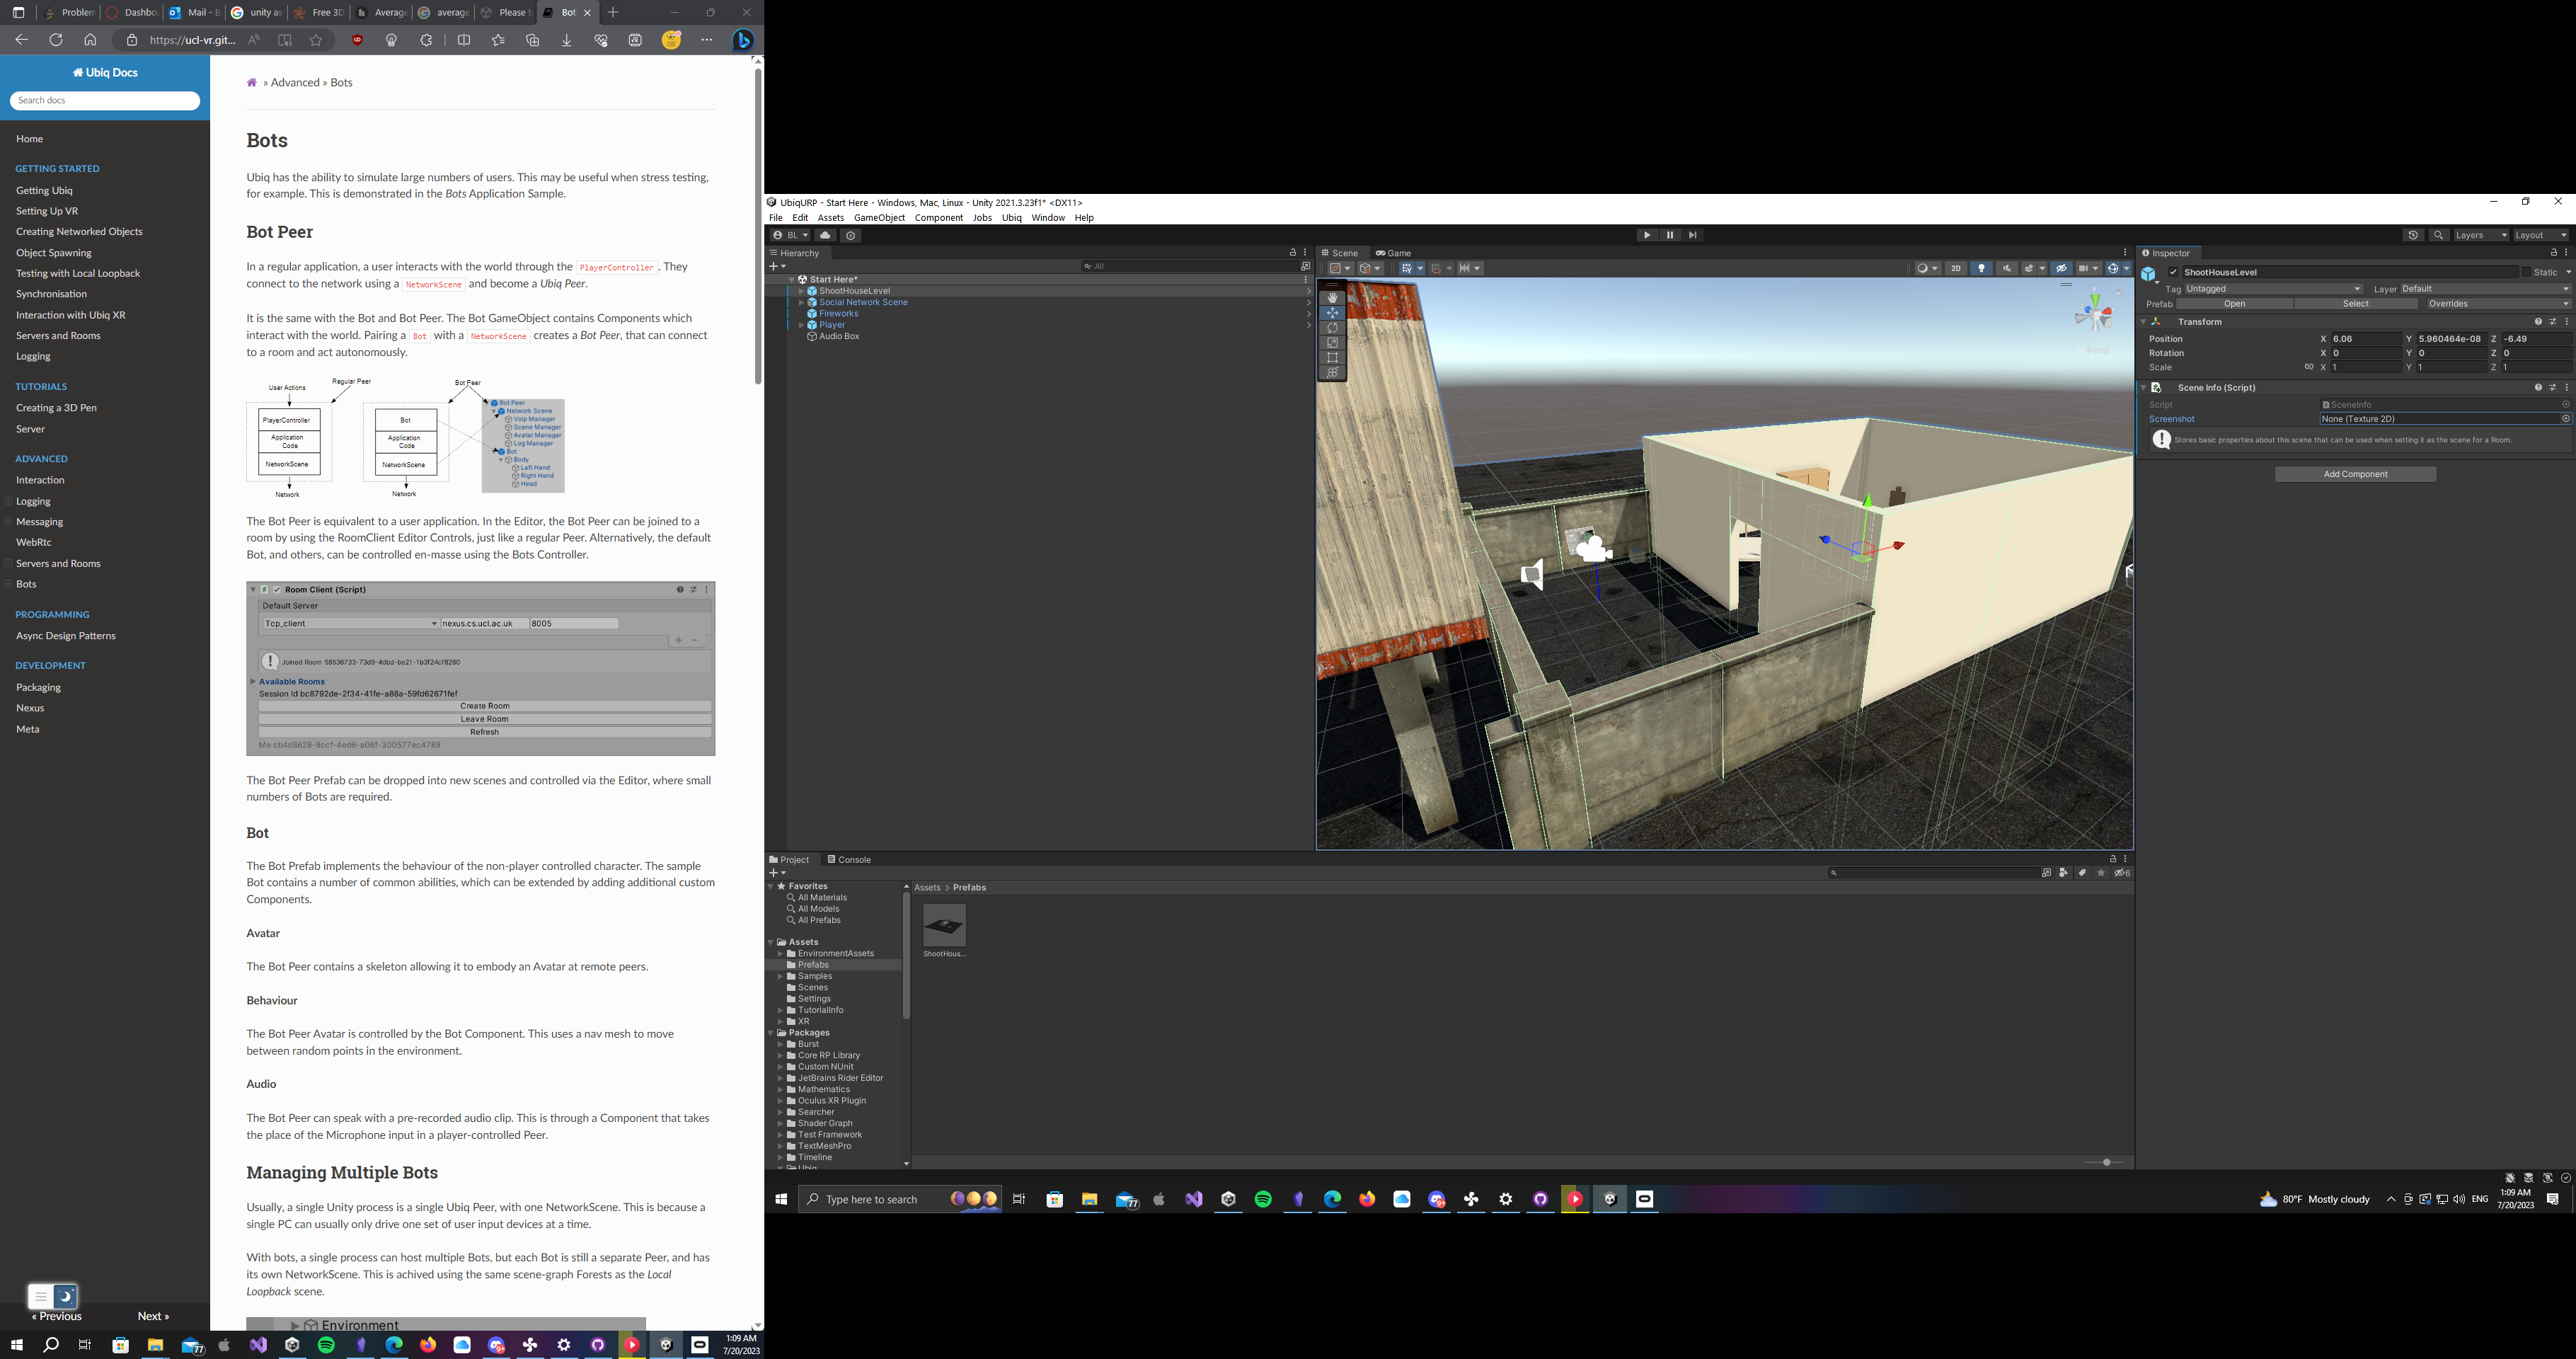 Problem
Dashbo
Mail - B
unity as
Free 3D
Average
average
Please t
Bot
https://ucl-vr.git...
Ubiq Docs
Search docs
Home
GETTING STARTED
Getting Ubiq
Setting Up VR
Creating Networked Objects
Object Spawning
Testing with Local Loopback
Synchronisation
Interaction with Ubiq XR
Servers and Rooms
Logging
TUTORIALS
Creating a 3D Pen
Server
ADVANCED
Interaction
Logging
Messaging
WebRtc
Servers and Rooms
Bots
PROGRAMMING
Async Design Patterns
DEVELOPMENT
Packaging
Nexus
Meta
« Previous
Next »
» Advanced » Bots
Bots
Ubiq has the ability to simulate large numbers of users. This may be useful when stress testing,
for example. This is demonstrated in the Bots Application Sample.
Bot Peer
In a regular application, a user interacts with the world through the PlayerController . They
connect to the network using a NetworkScene and become a Ubiq Peer.
It is the same with the Bot and Bot Peer. The Bot GameObject contains Components which
interact with the world. Pairing a Bot with a NetworkScene creates a Bot Peer, that can connect
to a room and act autonomously.
User Actions
Regular Peer
PlayerController
Application
Code
NetworkScene
Network
Bot Peer
Bot
Application
Code
NetworkScene
Network
Bot Peer
Network Scene
Voip Manager
Scene Manager
Avatar Manager
Log Manager
Bot
Body
Left Hand
Right Hand
Head
The Bot Peer is equivalent to a user application. In the Editor, the Bot Peer can be joined to a
room by using the RoomClient Editor Controls, just like a regular Peer. Alternatively, the default
Bot, and others, can be controlled en-masse using the Bots Controller.
Room Client (Script)
Default Server
Tcp_client nexus.cs.ucl.ac.uk 8005
Joined Room 58536733-73d9-4dbd-be21-1b3f24cf8260
Available Rooms
Session Id bc8792de-2f34-41fe-a88a-59fd62671fef
Create Room
Leave Room
Refresh
Me cb4d8628-8ccf-4ed6-a06f-300577ec4789
The Bot Peer Prefab can be dropped into new scenes and controlled via the Editor, where small
numbers of Bots are required.
Bot
The Bot Prefab implements the behaviour of the non-player controlled character. The sample
Bot contains a number of common abilities, which can be extended by adding additional custom
Components.
Avatar
The Bot Peer contains a skeleton allowing it to embody an Avatar at remote peers.
Behaviour
The Bot Peer Avatar is controlled by the Bot Component. This uses a nav mesh to move
between random points in the environment.
Audio
The Bot Peer can speak with a pre-recorded audio clip. This is through a Component that takes
the place of the Microphone input in a player-controlled Peer.
Managing Multiple Bots
Usually, a single Unity process is a single Ubiq Peer, with one NetworkScene. This is because a
single PC can usually only drive one set of user input devices at a time.
With bots, a single process can host multiple Bots, but each Bot is still a separate Peer, and has
its own NetworkScene. This is achived using the same scene-graph Forests as the Local
Loopback scene.
Environment
77
1:09 AM
7/20/2023
UbiqURP - Start Here - Windows, Mac, Linux - Unity 2021.3.23f1* <DX11>
File Edit Assets GameObject Component Jobs Ubiq Window Help
BL
Layers
Layout
Hierarchy
All
Start Here*
ShootHouseLevel
Social Network Scene
Fireworks
Player
Audio Box
Scene
Game
2D
Persp
Inspector
ShootHouseLevel
Static
Tag Untagged Layer Default
Prefab Open Select Overrides
Transform
Position X 6.06 Y 5.960464e-08 Z -6.49
Rotation X 0 Y 0 Z 0
Scale X 1 Y 1 Z 1
Scene Info (Script)
Script SceneInfo
Screenshot None (Texture 2D)
Stores basic properties about this scene that can be used when setting it as the scene for a Room.
Add Component
Project
Console
6
Favorites
All Materials
All Models
All Prefabs
Assets
EnvironmentAssets
Prefabs
Samples
Scenes
Settings
TutorialInfo
XR
Packages
Burst
Core RP Library
Custom NUnit
JetBrains Rider Editor
Mathematics
Oculus XR Plugin
Searcher
Shader Graph
Test Framework
TextMeshPro
Timeline
Ubiq
Assets > Prefabs
ShootHous...
Type here to search
77
80°F Mostly cloudy
ENG
1:09 AM
7/20/2023